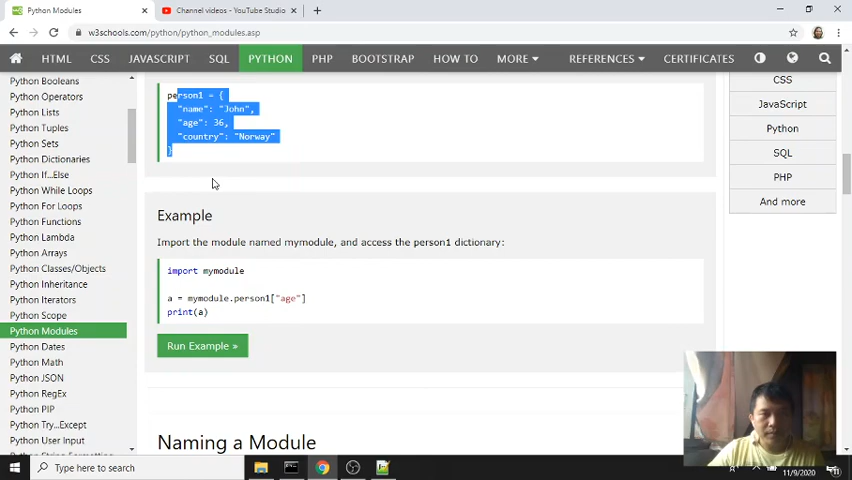 Python Modules
Channel videos - YouTube Studio
w3schools.com/python/python_modules.asp
HTML CSS JAVASCRIPT SQL PYTHON PHP BOOTSTRAP HOW TO MORE REFERENCES CERTIFICATES
Python Booleans
Python Operators
Python Lists
Python Tuples
Python Sets
Python Dictionaries
Python If...Else
Python While Loops
Python For Loops
Python Functions
Python Lambda
Python Arrays
Python Classes/Objects
Python Inheritance
Python Iterators
Python Scope
Python Modules
Python Dates
Python Math
Python JSON
Python RegEx
Python PIP
Python Try...Except
Python User Input
person1 = {
"name": "John",
"age": 36,
"country": "Norway"
}
Example
Import the module named mymodule, and access the person1 dictionary:
import mymodule
a = mymodule.person1["age"]
print(a)
Run Example »
Naming a Module
CSS
JavaScript
Python
SQL
PHP
And more
Type here to search
11/9/2020